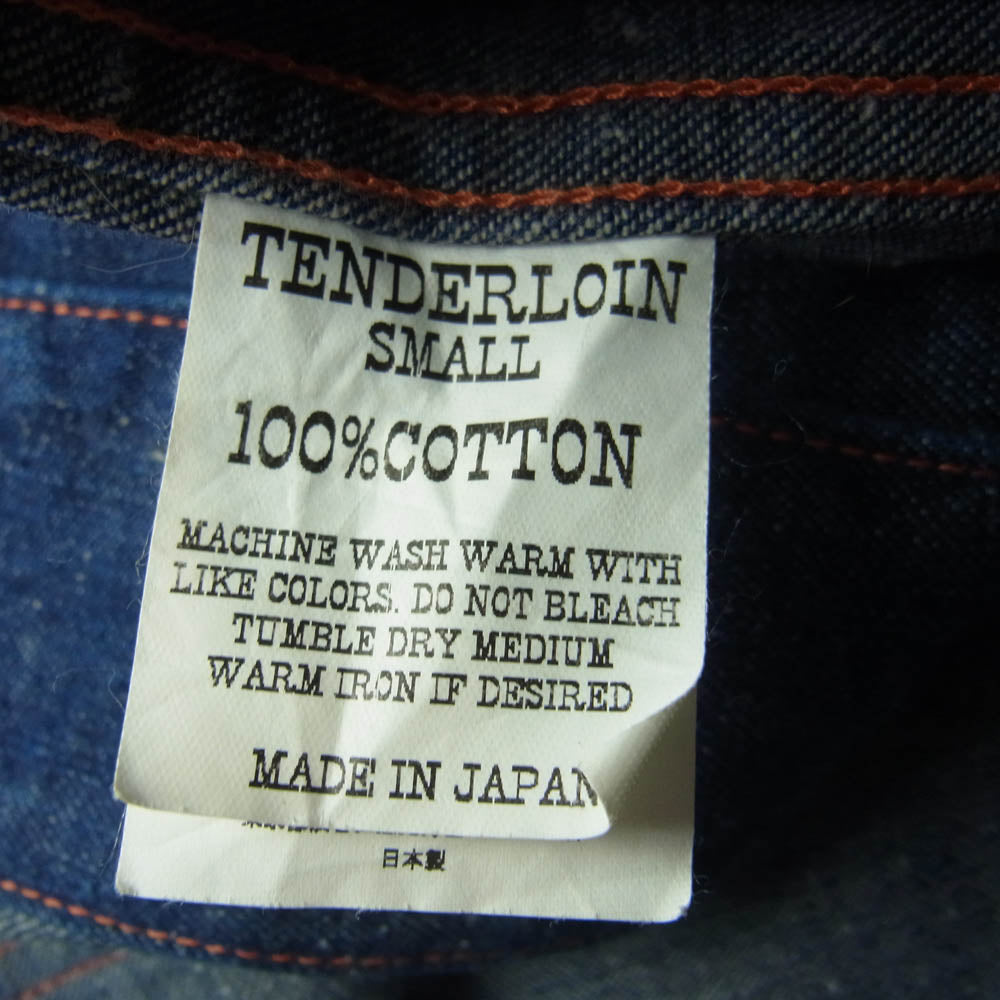 TENDERLOIN
SMALL
100%COTTON
MACHINE WASH WARM WITH
LIKE COLORS. DO NOT BLEACH
TUMBLE DRY MEDIUM
WARM IRON IF DESIRED
MADE IN JAPAN
日本製